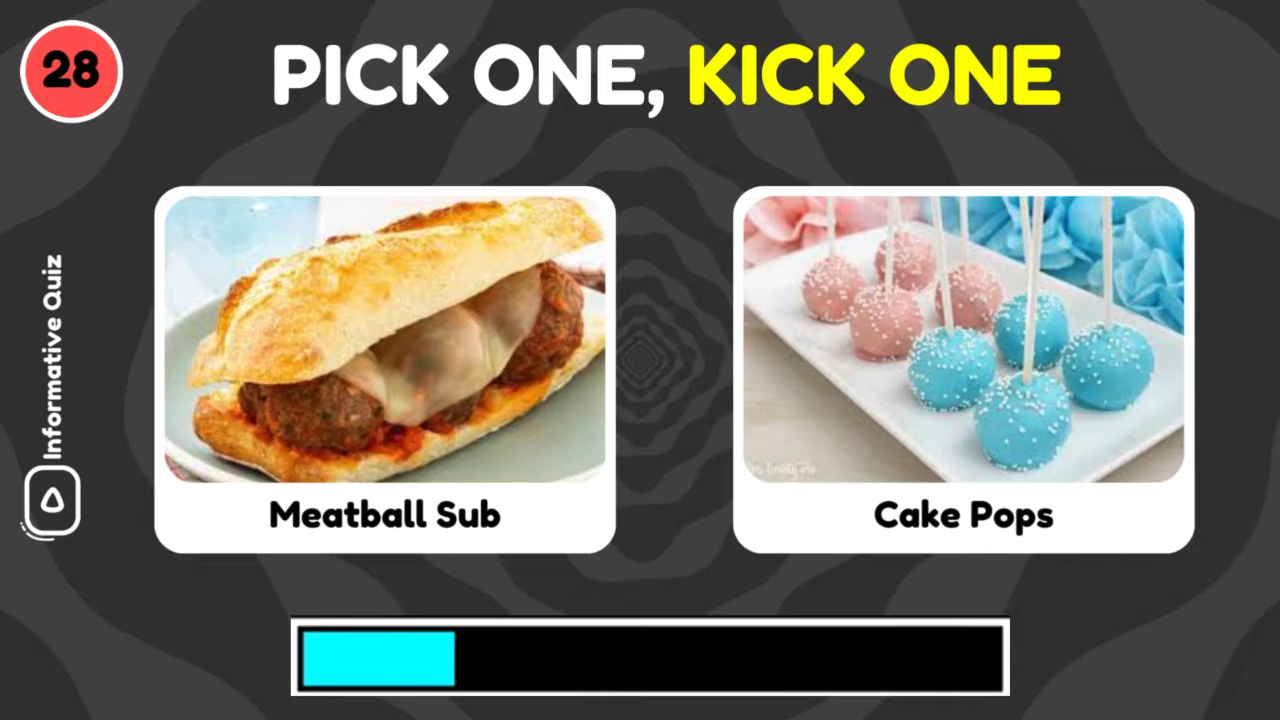 28
PICK ONE, KICK ONE
Informative Quiz
Meatball Sub
Cake Pops